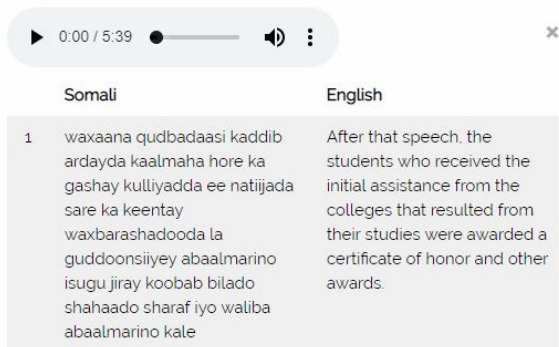 0:00 / 5:39
Somali English
1 waxaana qudbadaasi kaddib After that speech, the
ardayda kaalmaha hore ka students who received the
gashay kulliyadda ee natiijada initial assistance from the
sare ka keentay colleges that resulted from
waxbarashadooda la their studies were awarded a
guddoonsiiyey abaalmarino certificate of honor and other
isugu jiray koobab bilado awards.
shahaado sharaf iyo waliba
abaalmarino kale